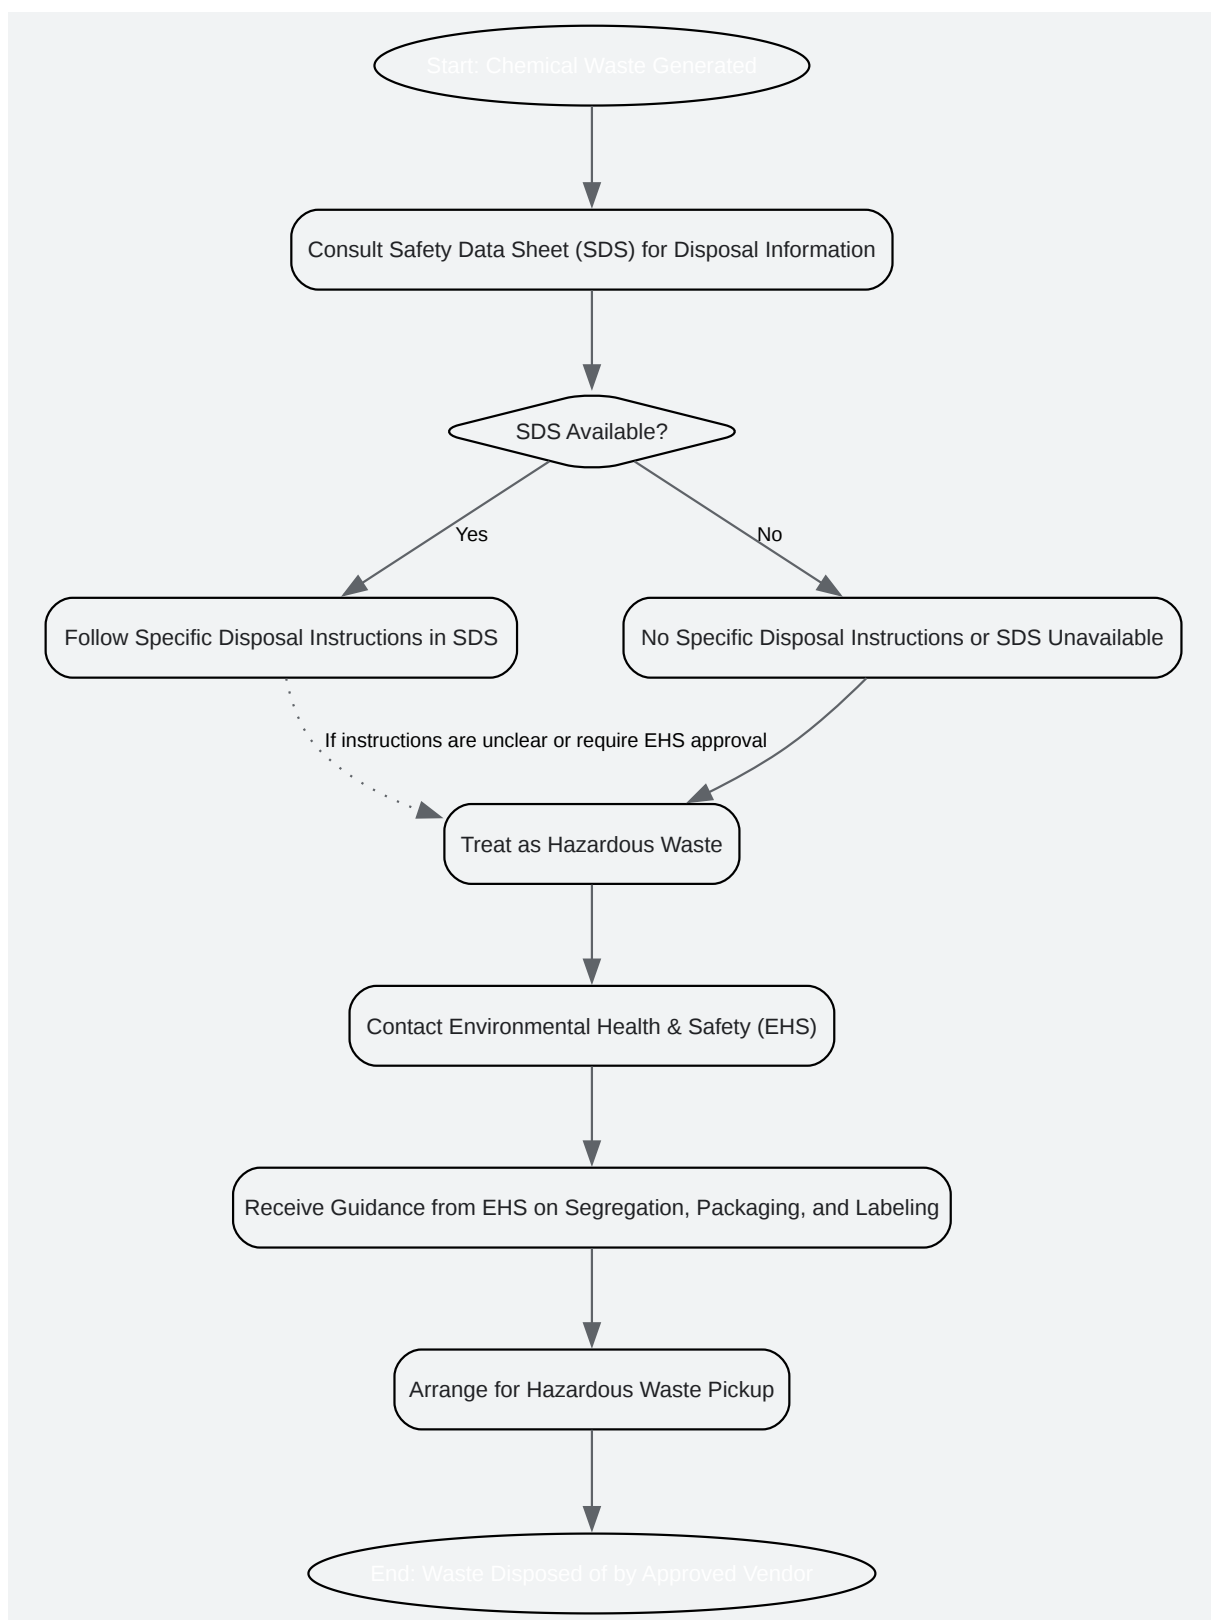 Start: Chemical Waste Generated
Consult Safety Data Sheet (SDS) for Disposal Information
SDS Available?
Yes
No
Follow Specific Disposal Instructions in SDS
No Specific Disposal Instructions or SDS Unavailable
If instructions are unclear or require EHS approval
Treat as Hazardous Waste
Contact Environmental Health & Safety (EHS)
Receive Guidance from EHS on Segregation, Packaging, and Labeling
Arrange for Hazardous Waste Pickup
End: Waste Disposed of by Approved Vendor